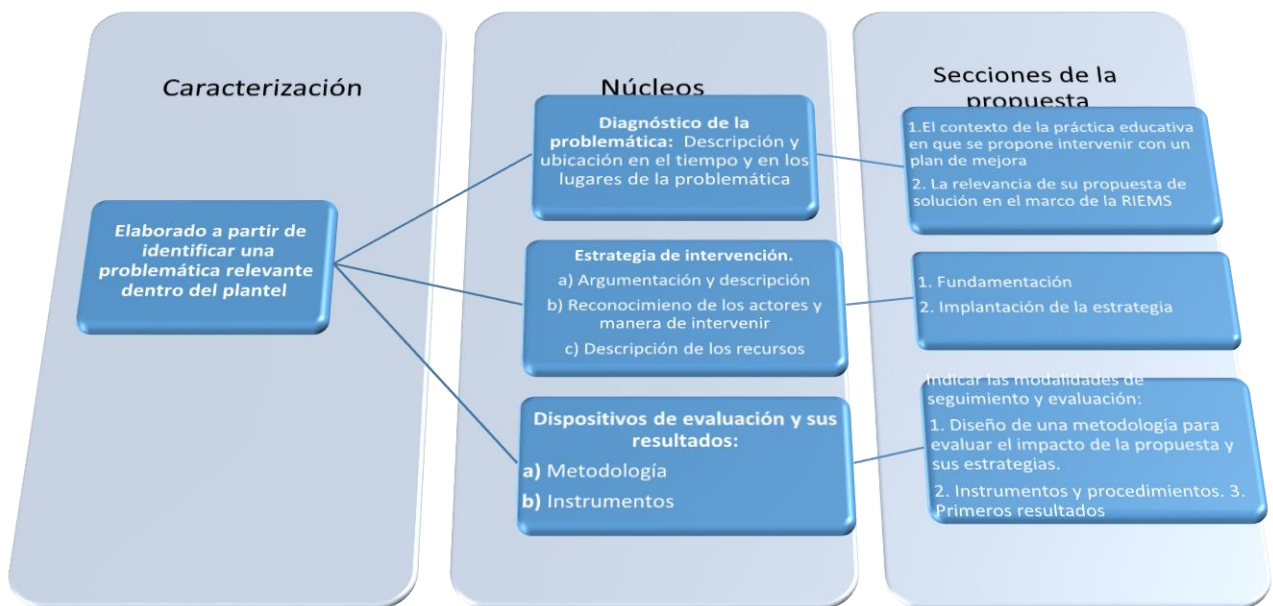 Caracterización
Elaborado a partir de
identificar una
problemática relevante
dentro del plantel
Núcleos
Diagnóstico de la
problemática: Descripción y
ubicación en el tiempo y en los
lugares de la problemática
Estrategia de intervención.
a) Argumentación y descripción
b) Reconocimieno de los actores y
manera de intervenir
c) Descripción de los recursos
Dispositivos de evaluación y sus
resultados:
a) Metodología
b) Instrumentos
Secciones de la
propuesta
1.El contexto de la práctica educativa
en que se propone intervenir con un
plan de mejora
2. La relevancia de su propuesta de
solución en el marco de la RIEMS
1. Fundamentación
2. Implantación de la estrategia
Indicar las modalidades de
seguimiento y evaluación:
1. Diseño de una metodología para
evaluar el impacto de la propuesta y
sus estrategias.
2. Instrumentos y procedimientos. 3.
Primeros resultados